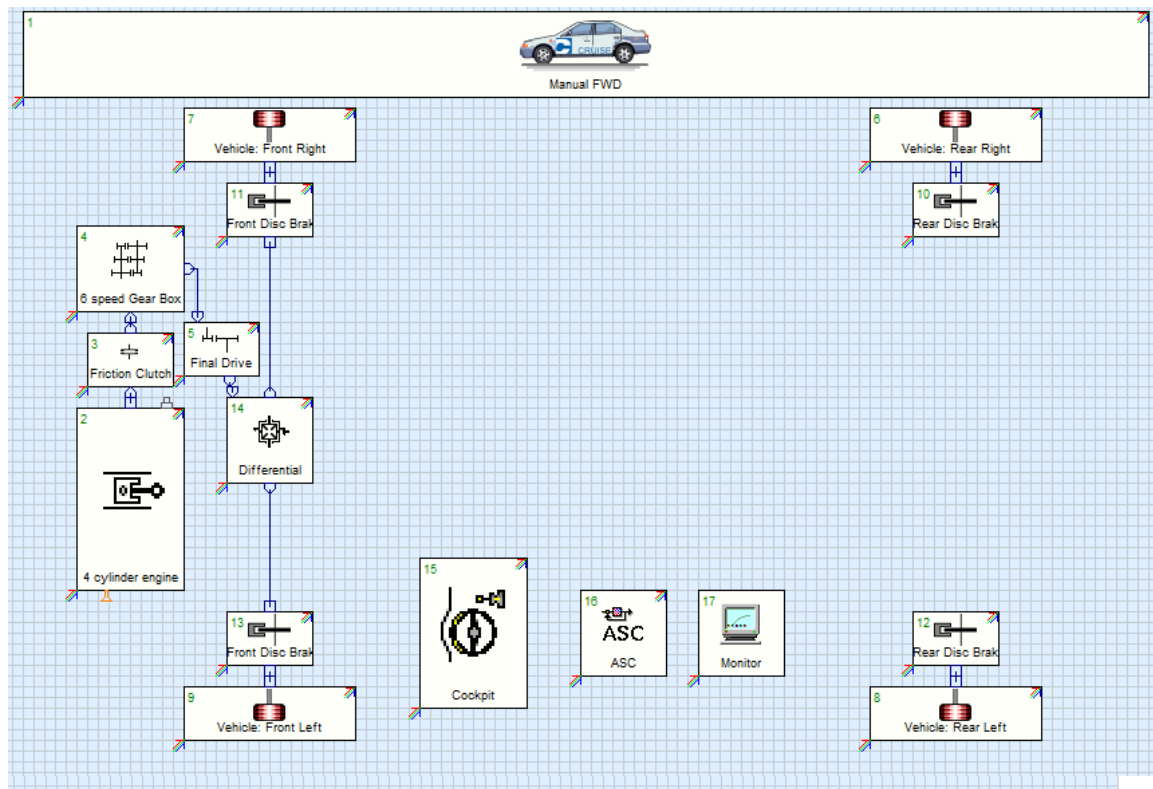 1
CRUISE
Manual FWD
7
Vehicle: Front Right
6
Vehicle: Rear Right
11
Front Disc Brak
10
Rear Disc Brak
4
6 speed Gear Box
5
Final Drive
3
Friction Clutch
2
4 cylinder engine
14
Differential
15
Cockpit
16
ASC
ASC
17
Monitor
13
Front Disc Brak
12
Rear Disc Brak
9
Vehicle: Front Left
8
Vehicle: Rear Left